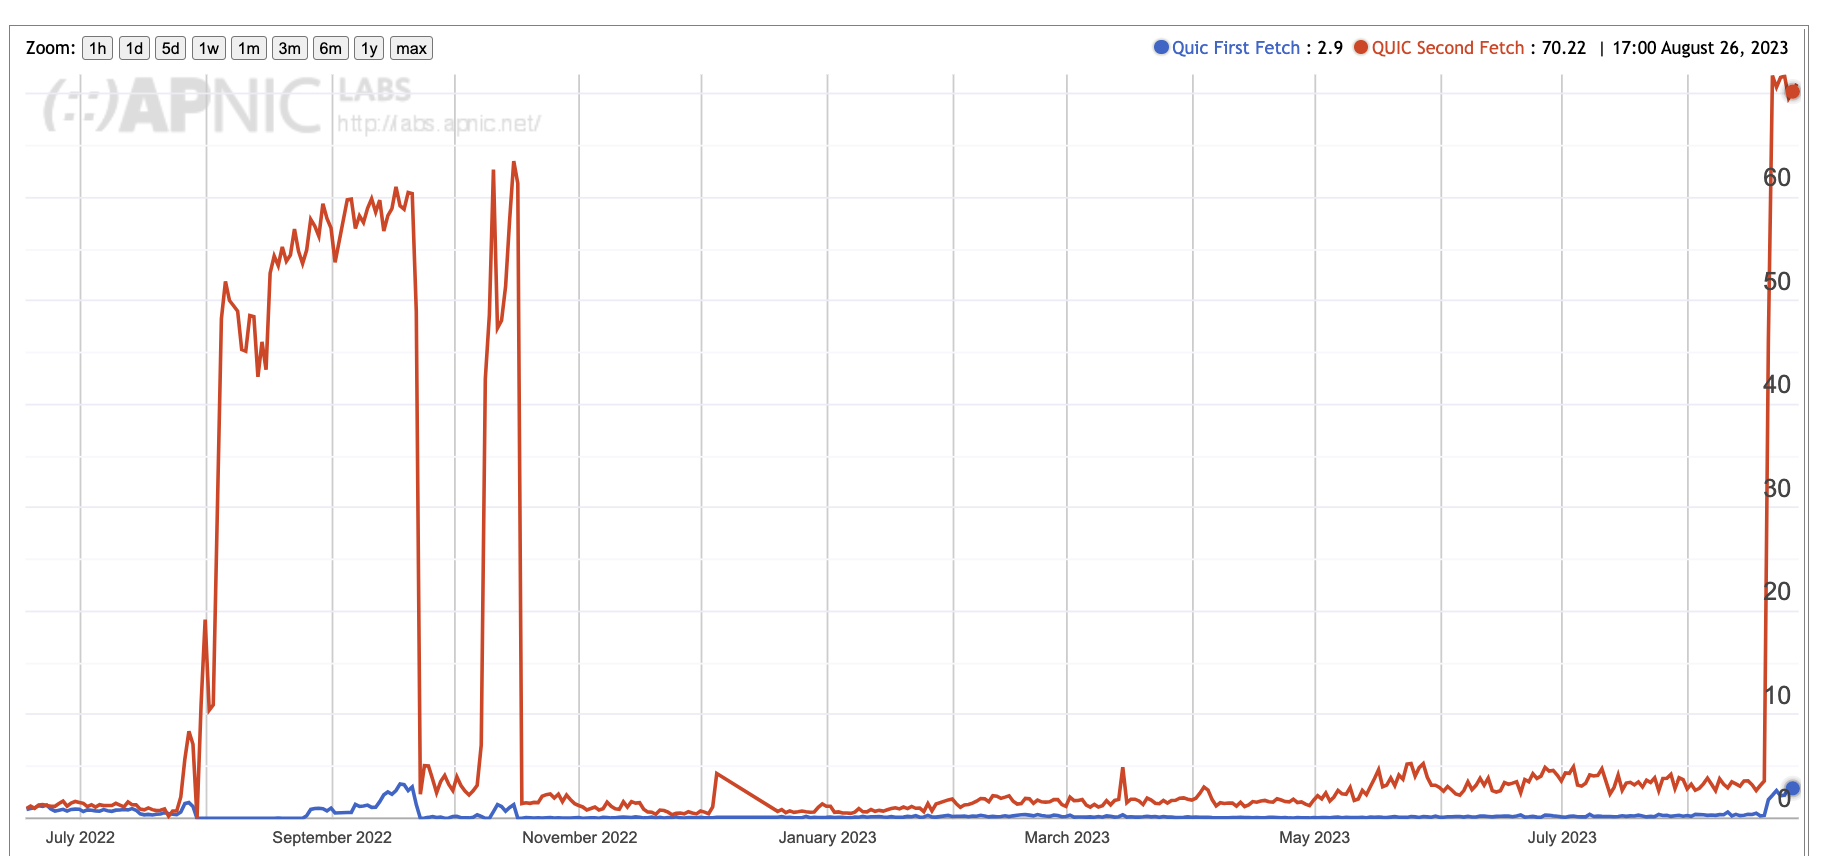 Zoom: 1h 1d 5d 1w 1m 3m 6m 1y max
Quic First Fetch : 2.9 QUIC Second Fetch : 70.22 | 17:00 August 26, 2023
(::) APNIC LABS
http://labs.apnic.net/
60
50
40
30
20
10
0
July 2022 September 2022 November 2022 January 2023 March 2023 May 2023 July 2023